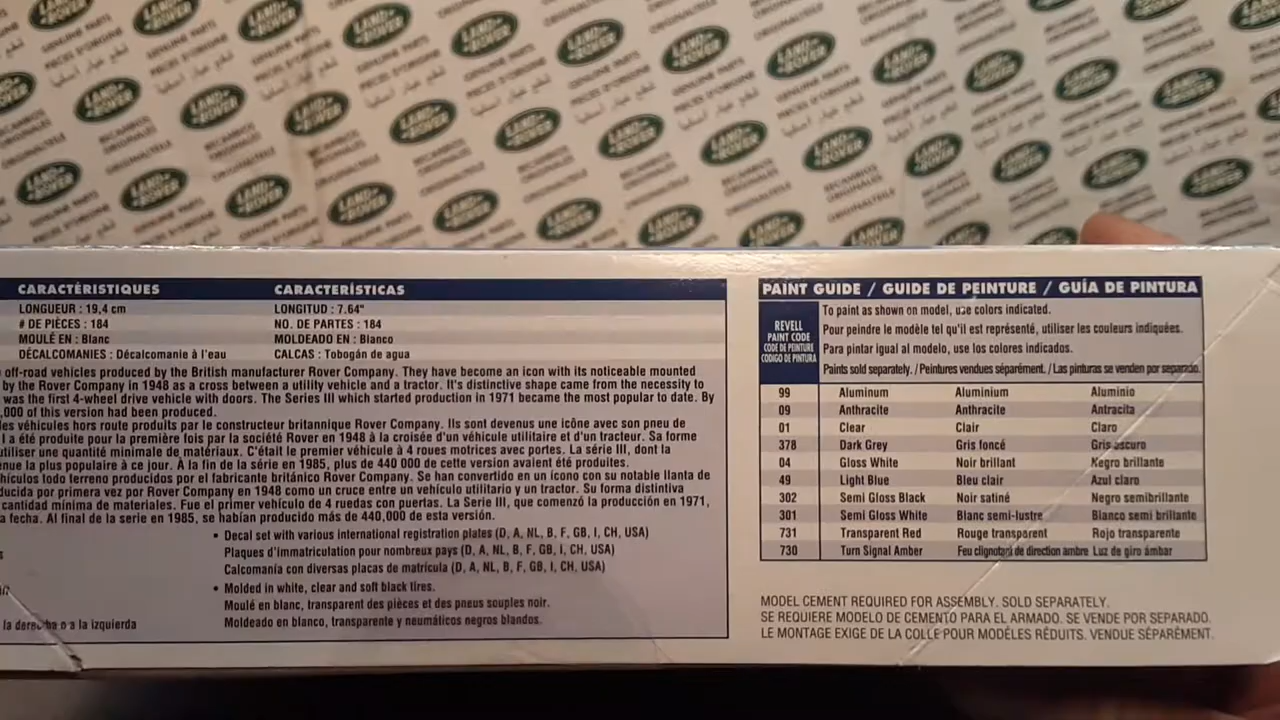 LAND ROVER
GENUINE PARTS
PIECES D'ORIGINE
RECAMBIOS ORIGINALES
ORIGINALTEILE
CARACTÉRISTIQUES
LONGUEUR : 19,4 cm
# DE PIÈCES : 184
MOULÉ EN : Blanc
DÉCALCOMANIES : Décalcomanie à l'eau
CARACTERÍSTICAS
LONGITUD : 7.64"
NO. DE PARTES : 184
MOLDEADO EN : Blanco
CALCAS : Tobogán de agua
off-road vehicles produced by the British manufacturer Rover Company. They have become an icon with its noticeable mounted
by the Rover Company in 1948 as a cross between a utility vehicle and a tractor. It's distinctive shape came from the necessity to
was the first 4-wheel drive vehicle with doors. The Series III which started production in 1971 became the most popular to date. By
,000 of this version had been produced.
les véhicules hors route produits par le constructeur britannique Rover Company. Ils sont devenus une icône avec son pneu de
l a été produite pour la première fois par la société Rover en 1948 à la croisée d'un véhicule utilitaire et d'un tracteur. Sa forme
utiliser une quantité minimale de matériaux. C'était le premier véhicule à 4 roues motrices avec portes. La série III, dont la
nue la plus populaire à ce jour. À la fin de la série en 1985, plus de 440 000 de cette version avaient été produites.
hículos todo terreno producidos por el fabricante británico Rover Company. Se han convertido en un ícono con su notable llanta de
ducida por primera vez por Rover Company en 1948 como un cruce entre un vehículo utilitario y un tractor. Su forma distintiva
cantidad mínima de materiales. Fue el primer vehículo de 4 ruedas con puertas. La Serie III, que comenzó la producción en 1971,
a fecha. Al final de la serie en 1985, se habían producido más de 440,000 de esta versión.
• Decal set with various international registration plates (D, A, NL, B, F, GB, I, CH, USA)
Plaques d'immatriculation pour nombreux pays (D, A, NL, B, F, GB, I, CH, USA)
Calcomanía con diversas placas de matrícula (D, A, NL, B, F, GB, I, CH, USA)
• Molded in white, clear and soft black tires.
Moulé en blanc, transparent des pièces et des pneus souples noir.
la derecha o a la izquierda
Moldeado en blanco, transparente y neumáticos negros blandos.
PAINT GUIDE / GUIDE DE PEINTURE / GUÍA DE PINTURA
REVELL
PAINT CODE
CODE DE PEINTURE
CODIGO DE PINTURA
To paint as shown on model, use colors indicated.
Pour peindre le modèle tel qu'il est représenté, utiliser les couleurs indiquées.
Para pintar igual al modelo, use los colores indicados.
Paints sold separately. / Peintures vendues séparément. / Las pinturas se venden por separado.
99 Aluminum Aluminium Aluminio
09 Anthracite Anthracite Antracita
01 Clear Clair Claro
378 Dark Grey Gris foncé Gris oscuro
04 Gloss White Noir brillant Negro brillante
49 Light Blue Bleu clair Azul claro
302 Semi Gloss Black Noir satiné Negro semibrillante
301 Semi Gloss White Blanc semi-lustre Blanco semi brillante
731 Transparent Red Rouge transparent Rojo transparente
730 Turn Signal Amber Feu clignotant de direction ambre Luz de giro ámbar
MODEL CEMENT REQUIRED FOR ASSEMBLY. SOLD SEPARATELY.
SE REQUIERE MODELO DE CEMENTO PARA EL ARMADO. SE VENDE POR SEPARADO.
LE MONTAGE EXIGE DE LA COLLE POUR MODÈLES RÉDUITS. VENDUE SÉPARÉMENT.